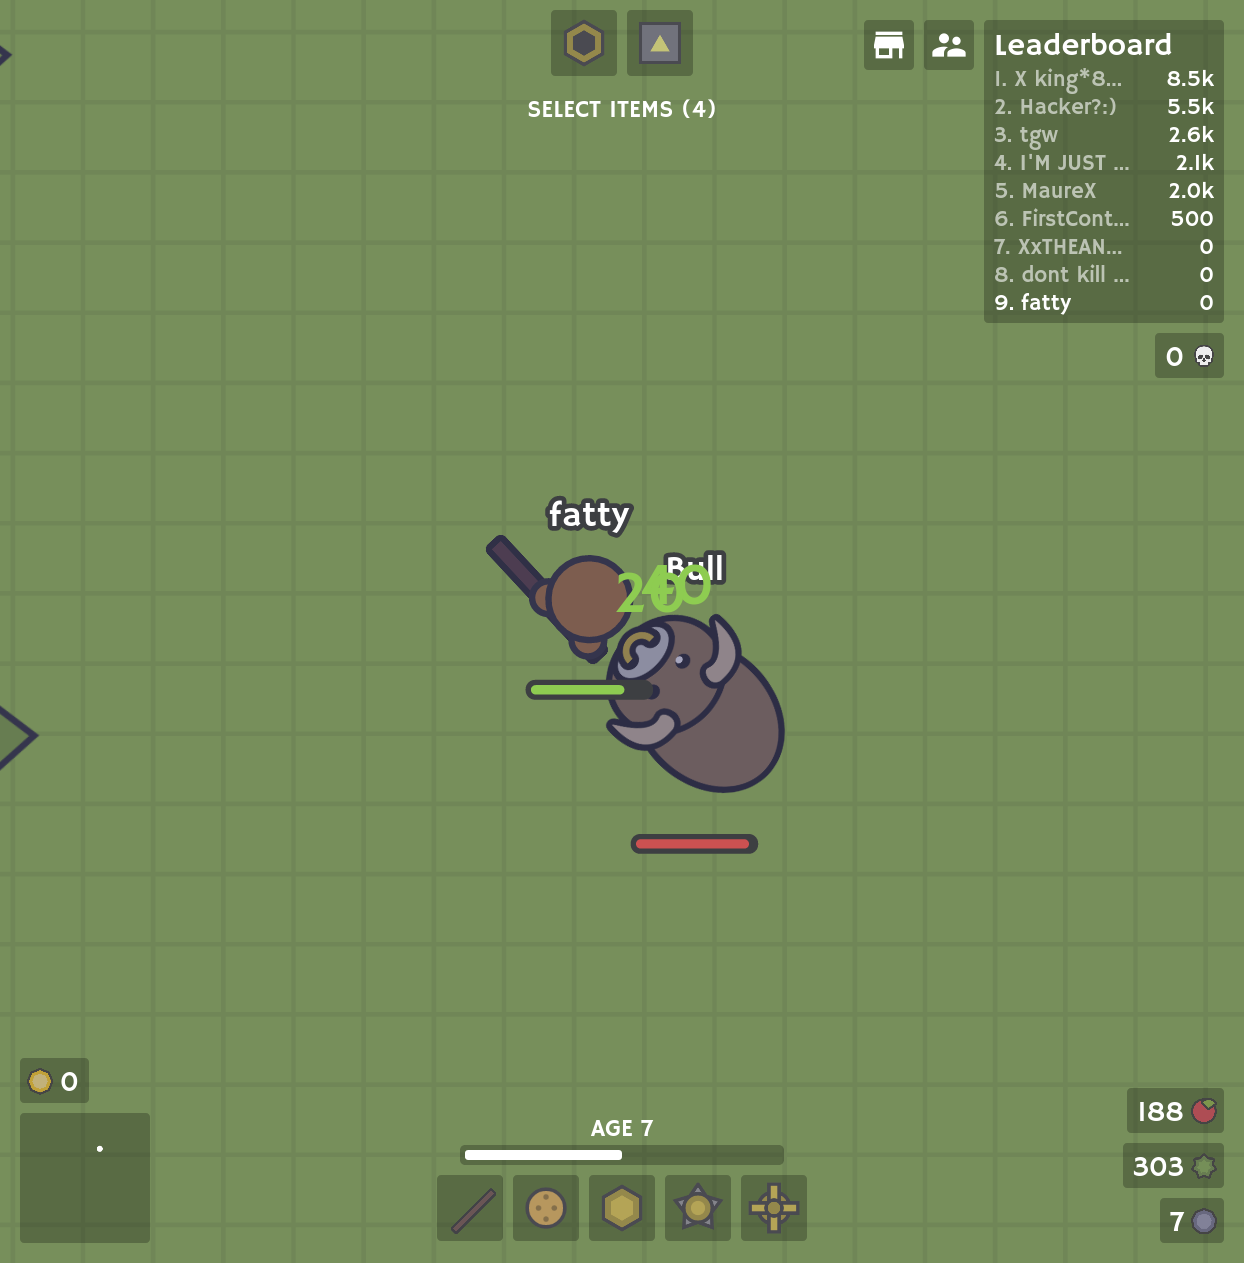 SELECT ITEMS (4)
Leaderboard
1. X king*8... 8.5k
2. Hacker?:) 5.5k
3. tgw 2.6k
4. I'M JUST ... 2.1k
5. MaureX 2.0k
6. FirstCont... 500
7. XxTHEAN... 0
8. dont kill ... 0
9. fatty 0
0
fatty
Bull
20
40
0
AGE 7
188
303
7